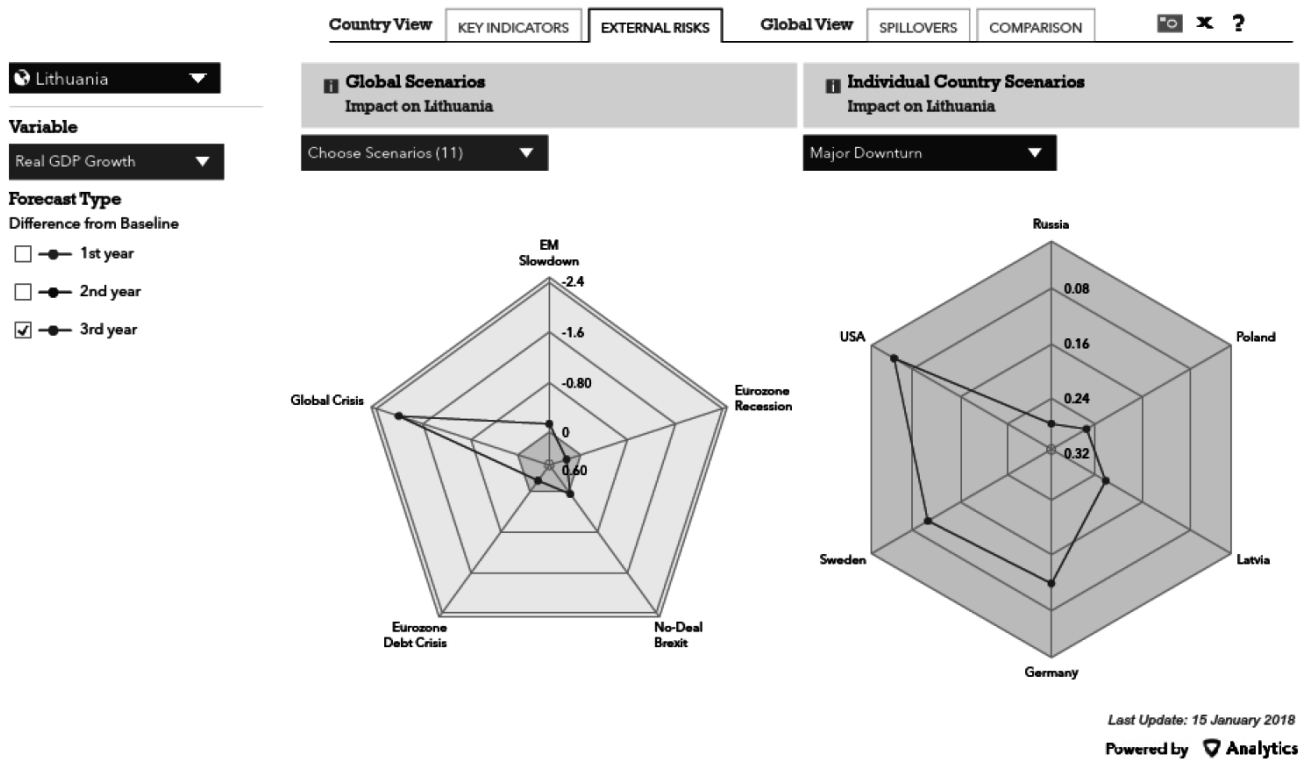 Country View
KEY INDICATORS
EXTERNAL RISKS
Global View
SPILLOVERS
COMPARISON
X ?
Lithuania
Variable
Real GDP Growth
Forecast Type
Difference from Baseline
1st year
2nd year
3rd year
i Global Scenarios
Impact on Lithuania
Choose Scenarios (11)
EM
Slowdown
-2.4
-1.6
-0.80
0
0.60
Global Crisis
Eurozone
Recession
Eurozone
Debt Crisis
No-Deal
Brexit
i Individual Country Scenarios
Impact on Lithuania
Major Downturn
Russia
0.08
0.16
0.24
0.32
USA
Poland
Sweden
Latvia
Germany
Last Update: 15 January 2018
Powered by Analytics